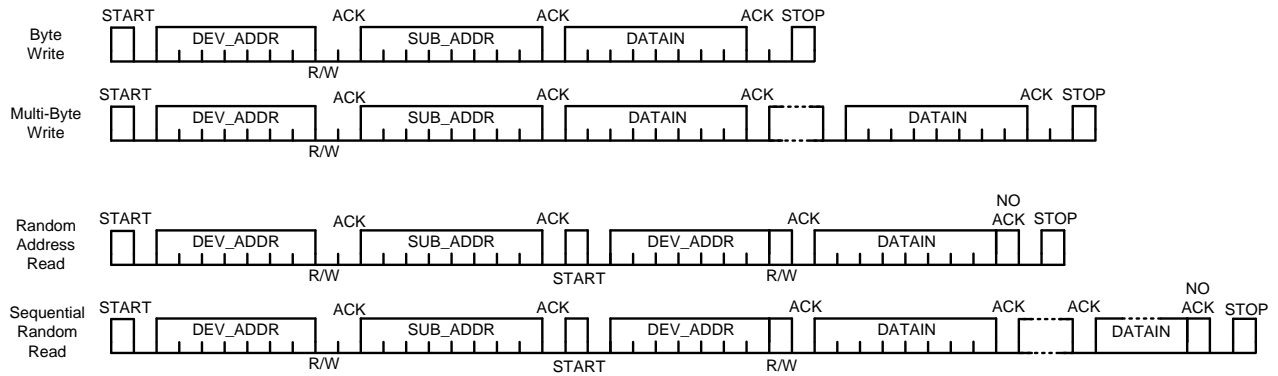 START ACK ACK ACK STOP
Byte
Write
DEV_ADDR SUB_ADDR DATAIN
R/W
START ACK ACK ACK ACK STOP
Multi-Byte
Write
DEV_ADDR SUB_ADDR DATAIN DATAIN
R/W
NO
START ACK ACK ACK ACK STOP
Random
Address
Read
DEV_ADDR SUB_ADDR DEV_ADDR DATAIN
R/W START R/W
NO
START ACK ACK ACK ACK ACK ACK STOP
Sequential
Random
Read
DEV_ADDR SUB_ADDR DEV_ADDR DATAIN DATAIN
R/W START R/W